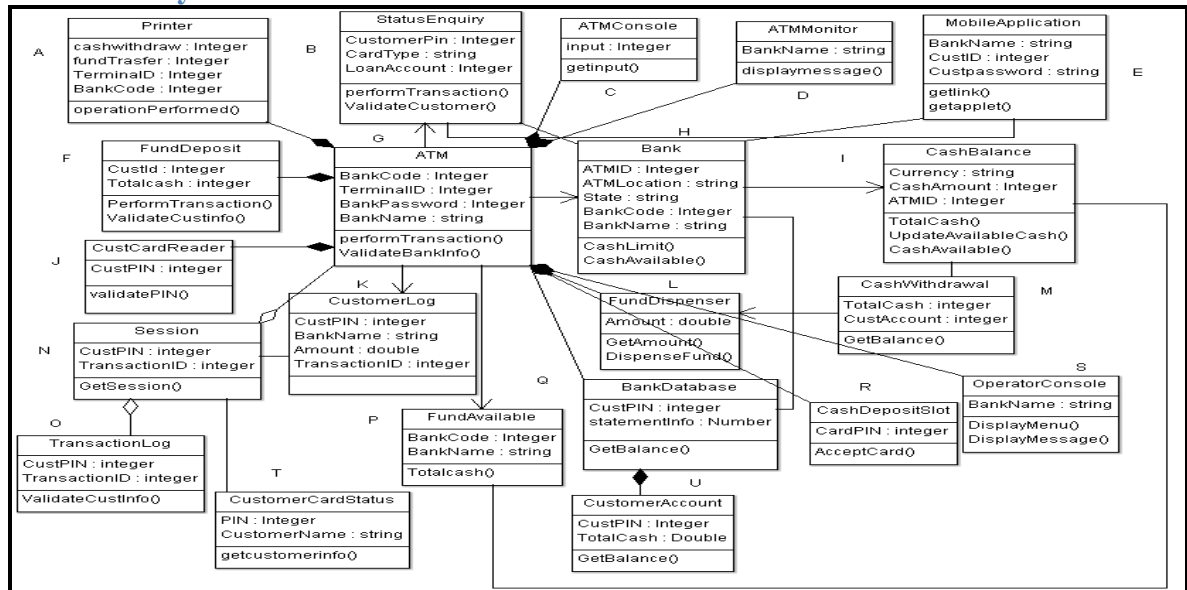 A
Printer
cashwithdraw : Integer
fundTrasfer : Integer
TerminalID : Integer
BankCode : Integer
operationPerformed()
B
StatusEnquiry
CustomerPin : Integer
CardType : string
LoanAccount : Integer
performTransaction()
ValidateCustomer()
ATMConsole
input : Integer
getinput()
C
ATMMonitor
BankName : string
displaymessage()
D
MobileApplication
BankName : string
CustID : integer
Custpassword : string
getlink()
getapplet()
E
F
FundDeposit
CustId : Integer
Totalcash : integer
PerformTransaction()
ValidateCustinfo()
G
ATM
BankCode : Integer
TerminalID : Integer
BankPassword : Integer
BankName : string
performTransaction()
ValidateBankInfo()
H
Bank
ATMID : Integer
ATMLocation : string
State : string
BankCode : Integer
BankName : string
CashLimit()
CashAvailable()
I
CashBalance
Currency : string
CashAmount : Integer
ATMID : Integer
TotalCash()
UpdateAvailableCash()
CashAvailable()
J
CustCardReader
CustPIN : integer
validatePIN()
K
CustomerLog
CustPIN : integer
BankName : string
Amount : double
TransactionID : integer
L
FundDispenser
Amount : double
GetAmount()
DispenseFund()
CashWithdrawal
TotalCash : integer
CustAccount : integer
GetBalance()
M
N
Session
CustPIN : integer
TransactionID : integer
GetSession()
O
TransactionLog
CustPIN : integer
TransactionID : integer
ValidateCustInfo()
P
FundAvailable
BankCode : Integer
BankName : string
Totalcash()
Q
BankDatabase
CustPIN : integer
statementInfo : Number
GetBalance()
R
CashDepositSlot
CardPIN : integer
AcceptCard()
S
OperatorConsole
BankName : string
DisplayMenu()
DisplayMessage()
T
CustomerCardStatus
PIN : Integer
CustomerName : string
getcustomerinfo()
U
CustomerAccount
CustPIN : Integer
TotalCash : Double
GetBalance()